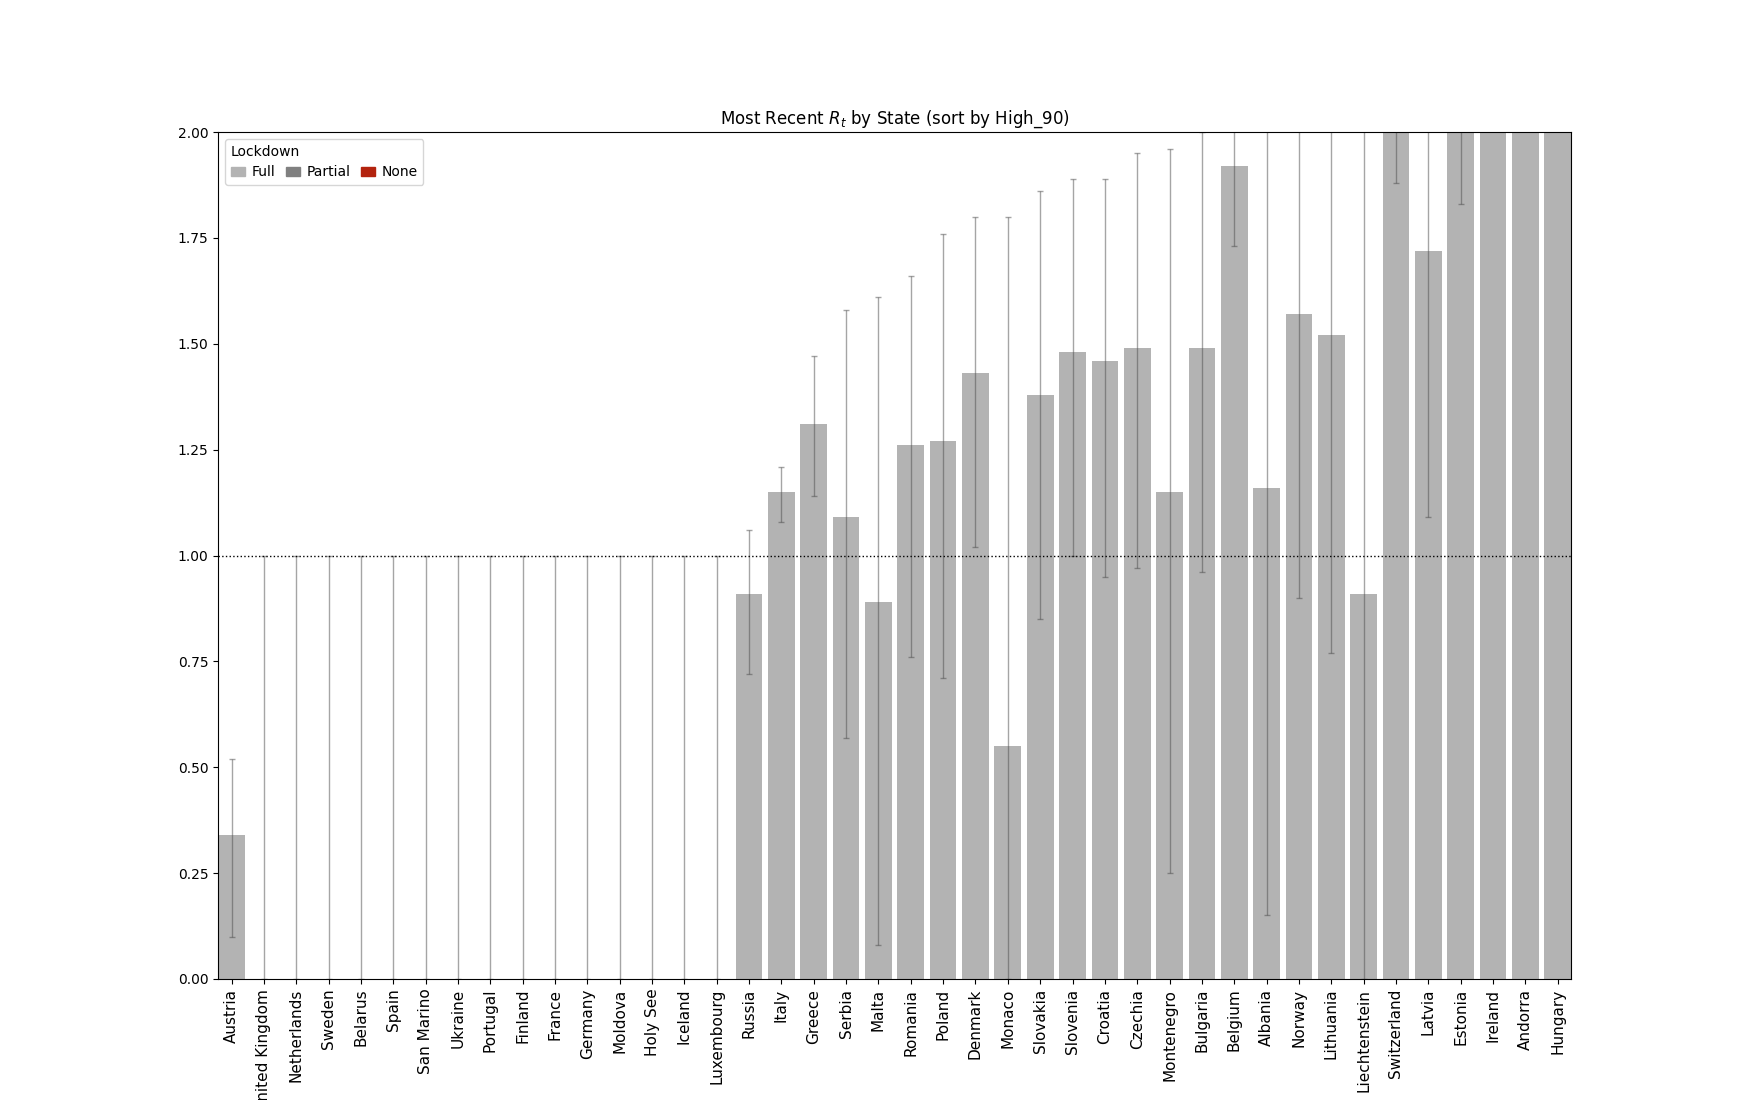 Most Recent R_t by State (sort by High_90)
Lockdown
Full Partial None
2.00
1.75
1.50
1.25
1.00
0.75
0.50
0.25
0.00
Austria
nited Kingdom
Netherlands
Sweden
Belarus
Spain
San Marino
Ukraine
Portugal
Finland
France
Germany
Moldova
Holy See
Iceland
Luxembourg
Russia
Italy
Greece
Serbia
Malta
Romania
Poland
Denmark
Monaco
Slovakia
Slovenia
Croatia
Czechia
Montenegro
Bulgaria
Belgium
Albania
Norway
Lithuania
Liechtenstein
Switzerland
Latvia
Estonia
Ireland
Andorra
Hungary